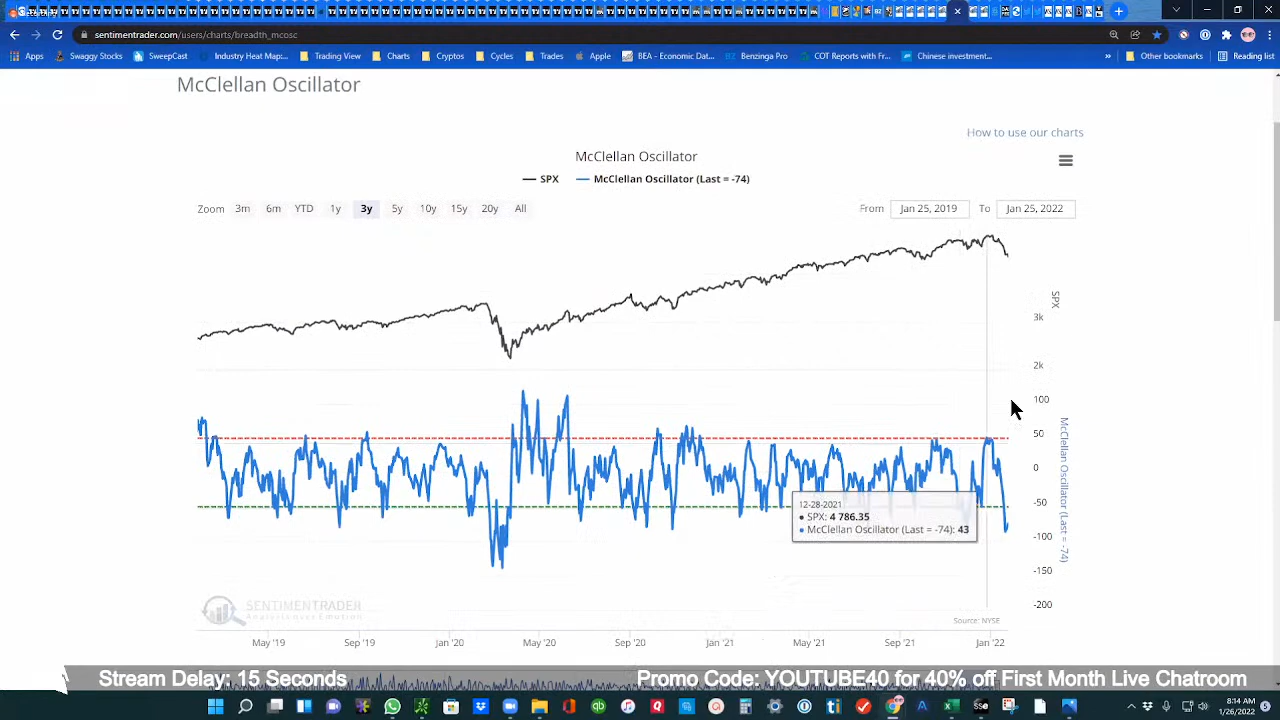 sentimentrader.com/users/charts/breadth_mcosc
Apps Swaggy Stocks SweepCast Industry Heat Map:... Trading View Charts Cryptos Cycles Trades Apple BEA - Economic Dat... Benzinga Pro COT Reports with Fr... Chinese investment... » Other bookmarks Reading list
McClellan Oscillator
How to use our charts
McClellan Oscillator
SPX McClellan Oscillator (Last = -74)
Zoom 3m 6m YTD 1y 3y 5y 10y 15y 20y All From Jan 25, 2019 To Jan 25, 2022
SPX
3k
2k
100
50
0
-50
-100
-150
-200
McClellan Oscillator (Last = -74)
12-28-2021
SPX: 4 786.35
McClellan Oscillator (Last = -74): 43
SENTIMENTRADER
Analysis over Emotion
Source: NYSE
May '19 Sep '19 Jan '20 May '20 Sep '20 Jan '21 May '21 Sep '21 Jan '22
Stream Delay: 15 Seconds Promo Code: YOUTUBE40 for 40% off First Month Live Chatroom
8:14 AM
1/26/2022